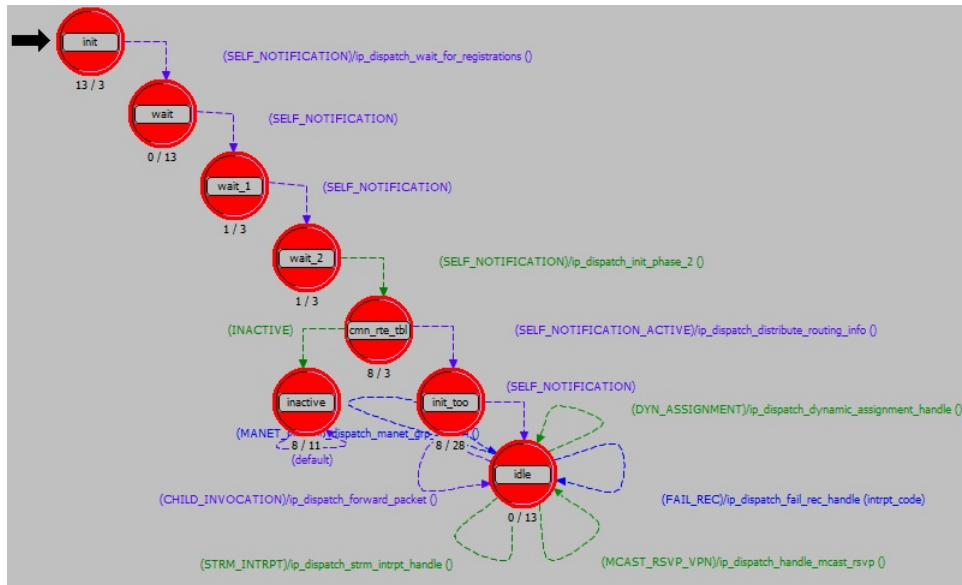 init
(SELF_NOTIFICATION)/ip_dispatch_wait_for_registrations ()
13 / 3
wait
(SELF_NOTIFICATION)
0 / 13
wait_1
(SELF_NOTIFICATION)
1 / 3
wait_2
(SELF_NOTIFICATION)/ip_dispatch_init_phase_2 ()
1 / 3
(INACTIVE)
cmn_rte_tbl
(SELF_NOTIFICATION_ACTIVE)/ip_dispatch_distribute_routing_info ()
8 / 3
(SELF_NOTIFICATION)
inactive
init_too
(DYN_ASSIGNMENT)/ip_dispatch_dynamic_assignment_handle ()
(MANET_
dispatch_manet_grp_
()
8 / 11
8 / 28
(default)
idle
(CHILD_INVOCATION)/ip_dispatch_forward_packet ()
(FAIL_REC)/ip_dispatch_fail_rec_handle (intrpt_code)
0 / 13
(STRM_INTRPT)/ip_dispatch_strm_intrpt_handle ()
(MCAST_RSVP_VPN)/ip_dispatch_handle_mcast_rsvp ()